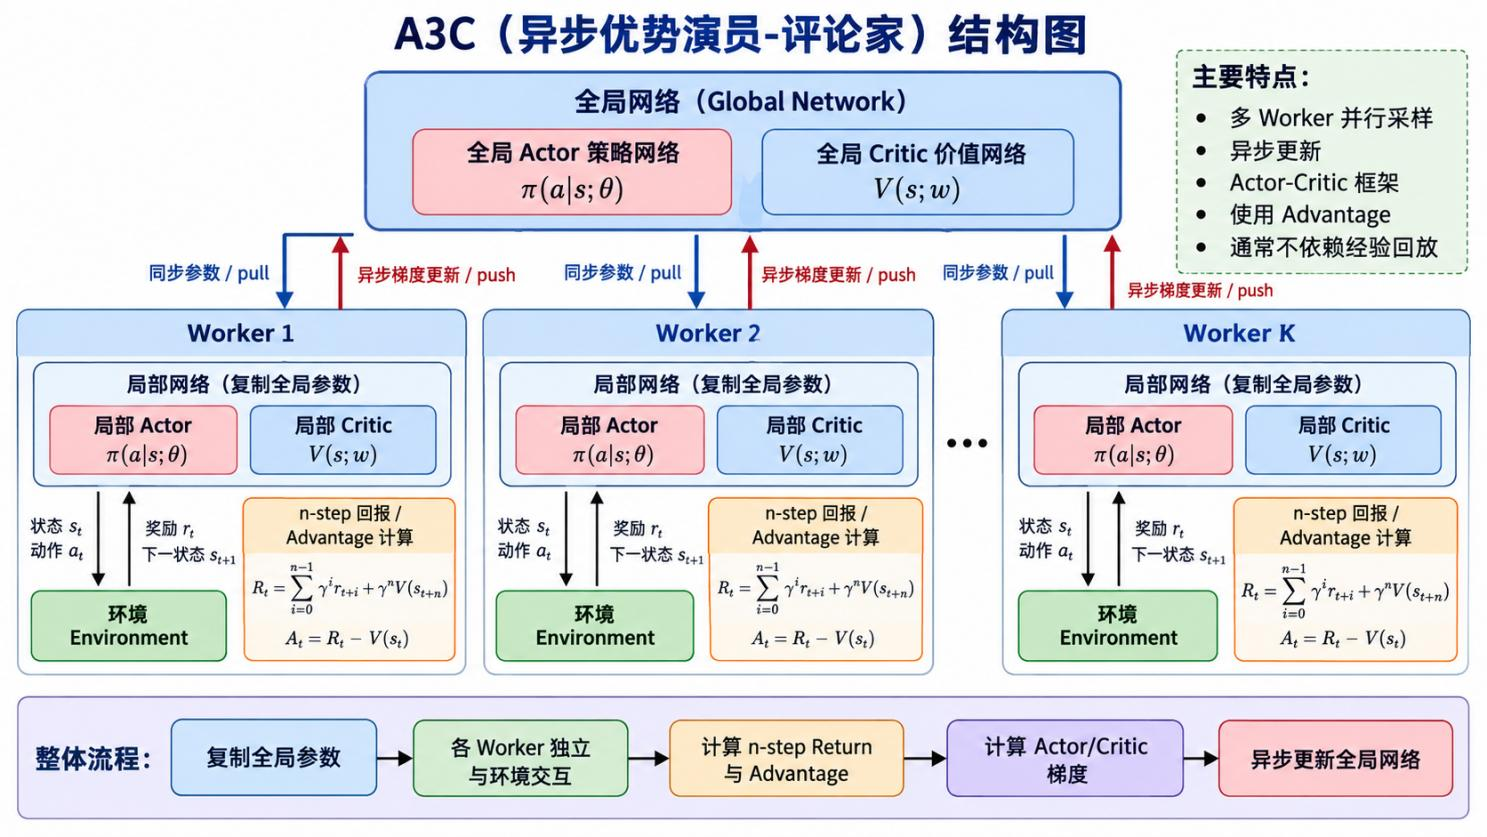 A3C（异步优势演员-评论家）结构图
全局网络（Global Network）
全局 Actor 策略网络
π(a|s; θ)
全局 Critic 价值网络
V(s; w)
主要特点：
• 多 Worker 并行采样
• 异步更新
• Actor-Critic 框架
• 使用 Advantage
• 通常不依赖经验回放
同步参数 / pull
异步梯度更新 / push
同步参数 / pull
异步梯度更新 / push
同步参数 / pull
异步梯度更新 / push
Worker 1
局部网络（复制全局参数）
局部 Actor
π(a|s; θ)
局部 Critic
V(s; w)
状态 s_t
动作 a_t
奖励 r_t
下一状态 s_{t+1}
环境
Environment
n-step 回报 /
Advantage 计算
R_t = ∑_{i=0}^{n-1} γ^i r_{t+i} + γ^n V(s_{t+n})
A_t = R_t − V(s_t)
Worker 2
局部网络（复制全局参数）
局部 Actor
π(a|s; θ)
局部 Critic
V(s; w)
状态 s_t
动作 a_t
奖励 r_t
下一状态 s_{t+1}
环境
Environment
n-step 回报 /
Advantage 计算
R_t = ∑_{i=0}^{n-1} γ^i r_{t+i} + γ^n V(s_{t+n})
A_t = R_t − V(s_t)
•••
Worker K
局部网络（复制全局参数）
局部 Actor
π(a|s; θ)
局部 Critic
V(s; w)
状态 s_t
动作 a_t
奖励 r_t
下一状态 s_{t+1}
环境
Environment
n-step 回报 /
Advantage 计算
R_t = ∑_{i=0}^{n-1} γ^i r_{t+i} + γ^n V(s_{t+n})
A_t = R_t − V(s_t)
整体流程：
复制全局参数
各 Worker 独立
与环境交互
计算 n-step Return
与 Advantage
计算 Actor/Critic
梯度
异步更新全局网络